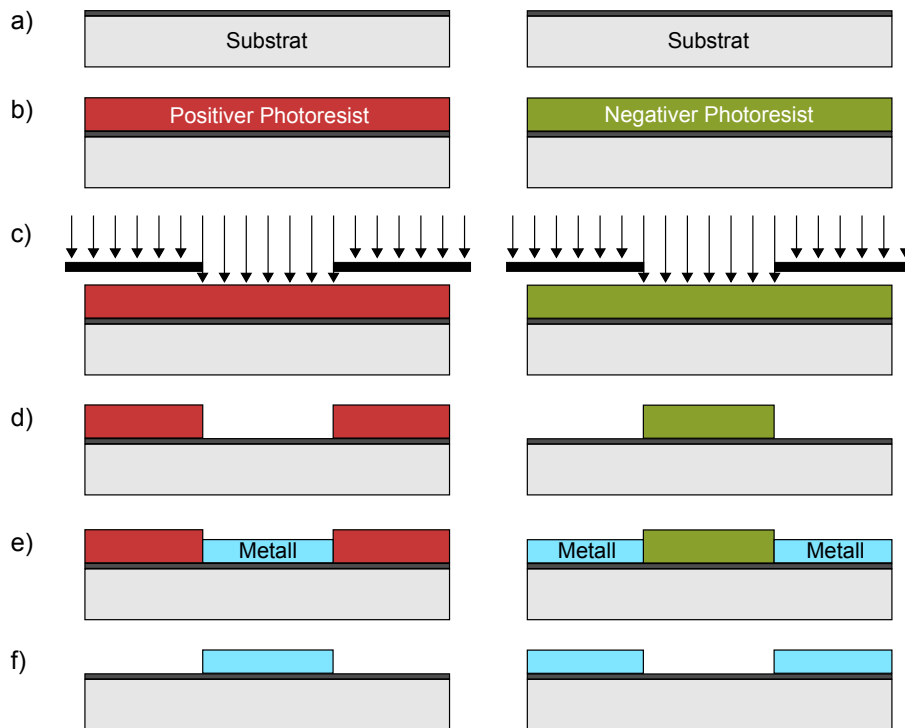 a)
Substrat
Substrat
b)
Positiver Photoresist
Negativer Photoresist
c)
d)
e)
Metall
Metall
Metall
f)